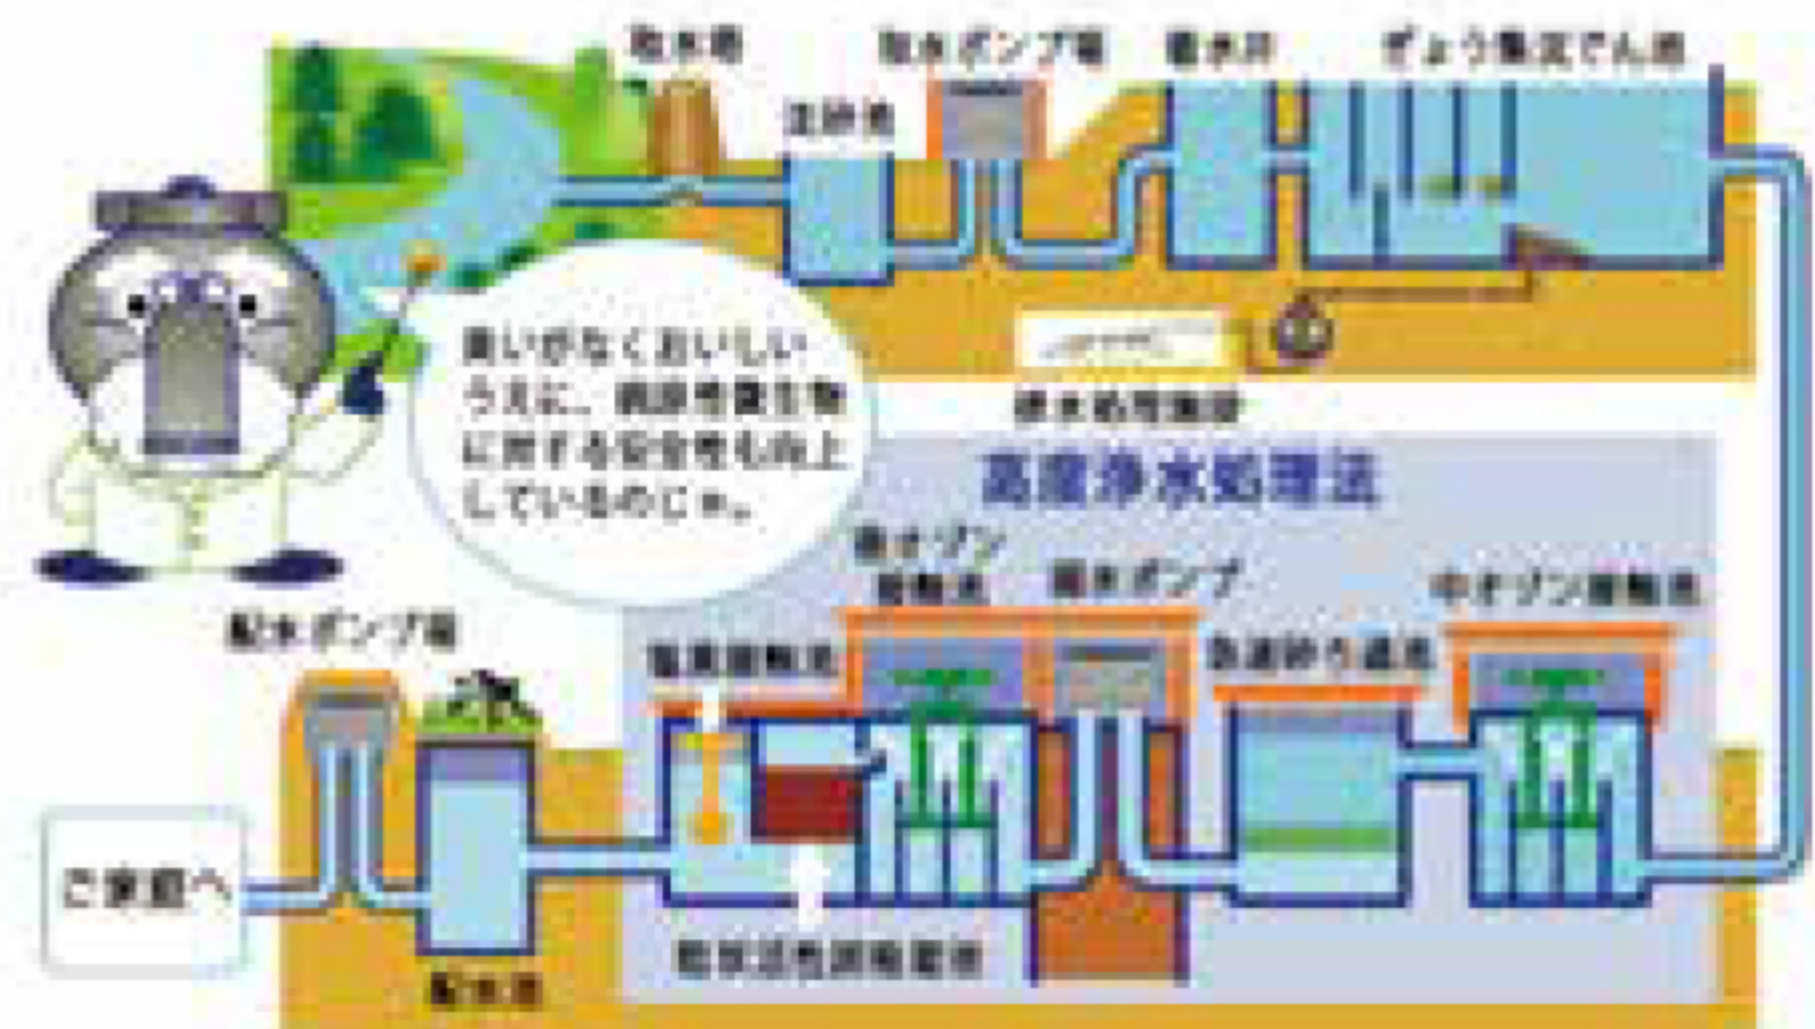 取水塔
取水ポンプ場
着水井
ぎょう集沈でん池
沈砂池
臭いがなくおいしい
うえに、病原性微生物
に対する安全性も向上
しているのじゃ。
排水処理施設
高度浄水処理法
後オゾン
接触池
揚水ポンプ
中オゾン接触池
配水ポンプ場
塩素接触池
急速砂ろ過池
ご家庭へ
粒状活性炭吸着池
配水池